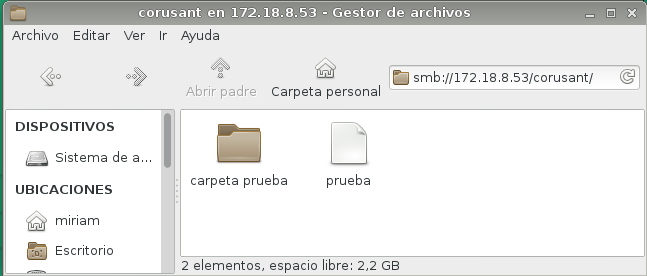 corusant en 172.18.8.53 - Gestor de archivos
Archivo Editar Ver Ir Ayuda
Abrir padre Carpeta personal smb://172.18.8.53/corusant/
DISPOSITIVOS
Sistema de a...
UBICACIONES
miriam
Escritorio
carpeta prueba prueba
2 elementos, espacio libre: 2,2 GB